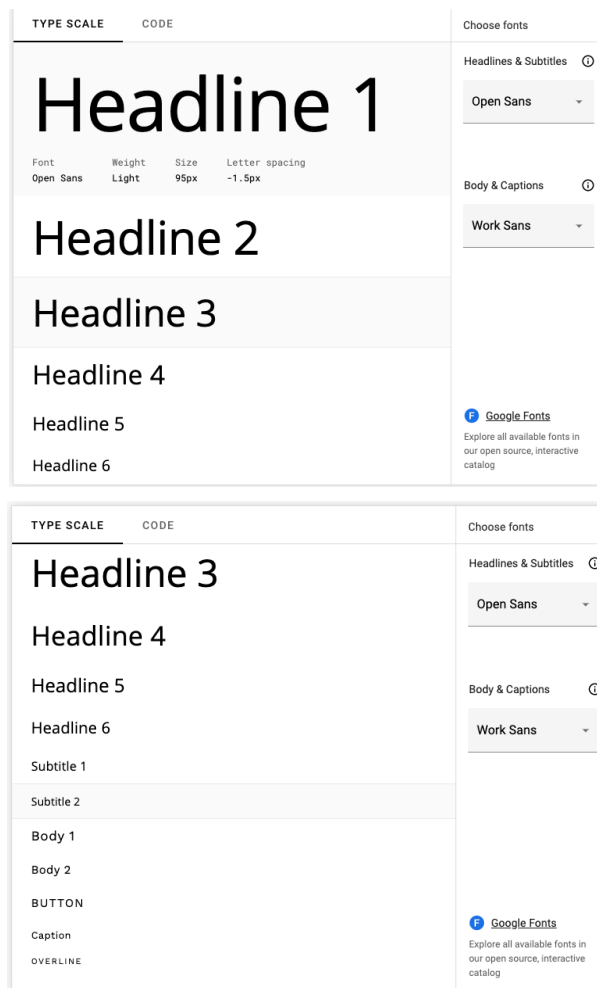 TYPE SCALE CODE
Choose fonts
Headline 1
Font Weight Size Letter spacing
Open Sans Light 95px -1.5px
Headline 2
Headline 3
Headline 4
Headline 5
Headline 6
Headlines & Subtitles
Open Sans
Body & Captions
Work Sans
F Google Fonts
Explore all available fonts in
our open source, interactive
catalog
TYPE SCALE CODE
Choose fonts
Headline 3
Headline 4
Headline 5
Headline 6
Subtitle 1
Subtitle 2
Body 1
Body 2
BUTTON
Caption
OVERLINE
Headlines & Subtitles
Open Sans
Body & Captions
Work Sans
F Google Fonts
Explore all available fonts in
our open source, interactive
catalog